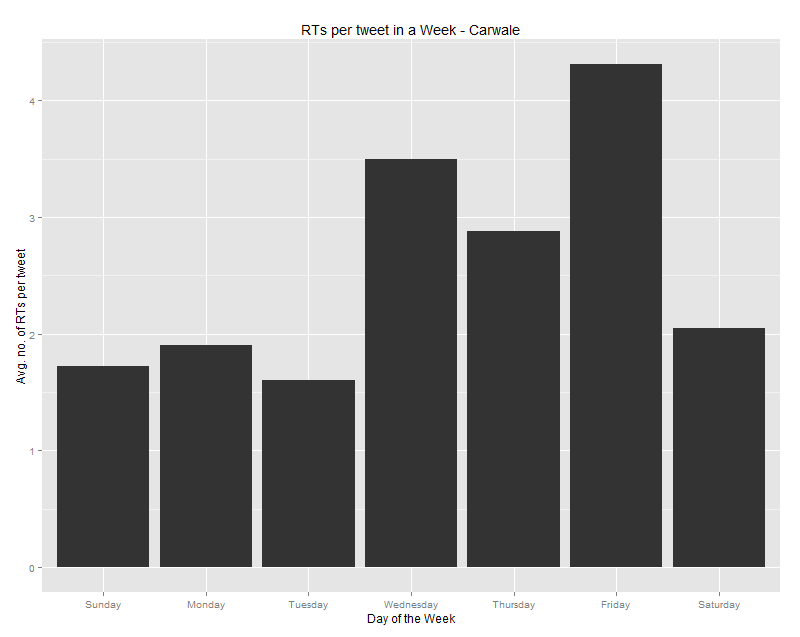 RTs per tweet in a Week - Carwale
Avg. no. of RTs per tweet
4
3
2
1
0
Sunday Monday Tuesday Wednesday Thursday Friday Saturday
Day of the Week